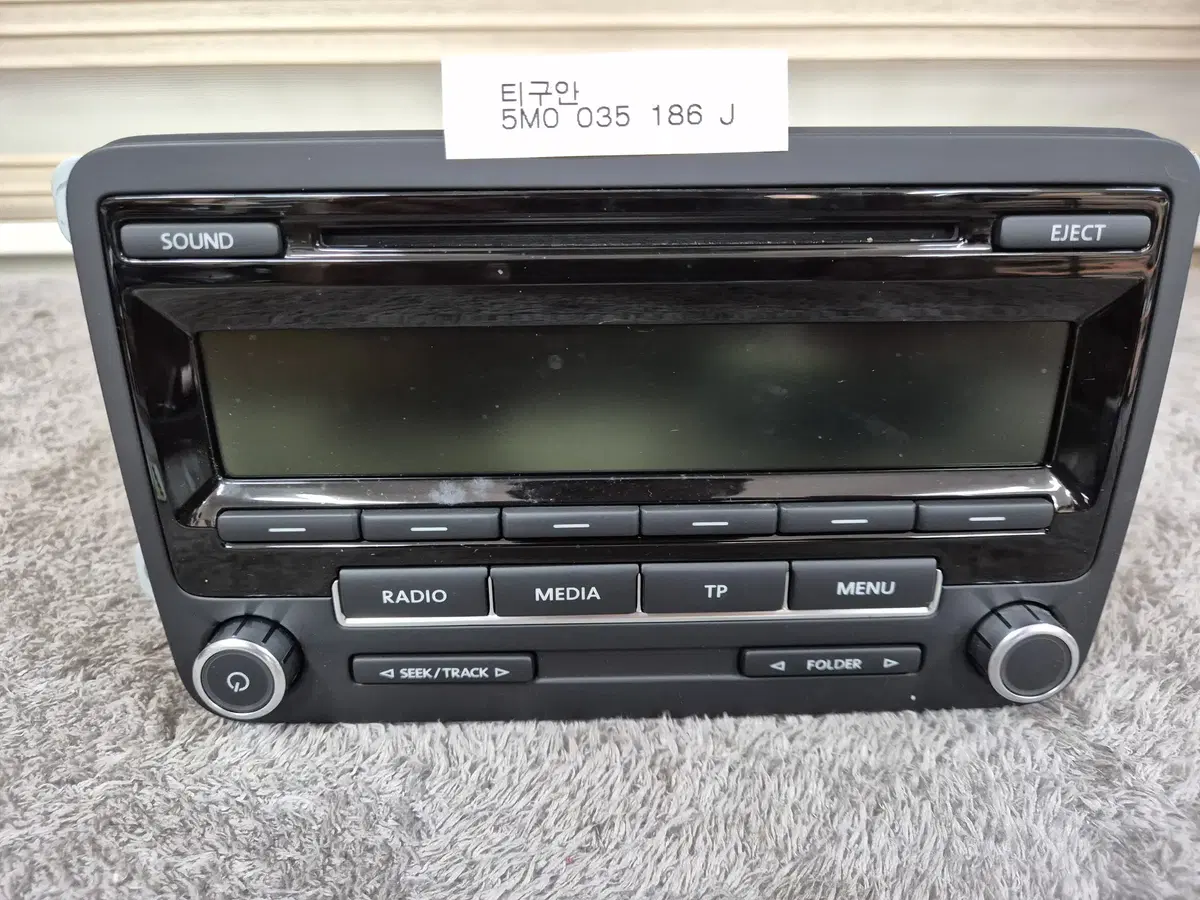 티구안
5M0 035 186 J
SOUND
EJECT
RADIO
MEDIA
TP
MENU
SEEK/TRACK
FOLDER